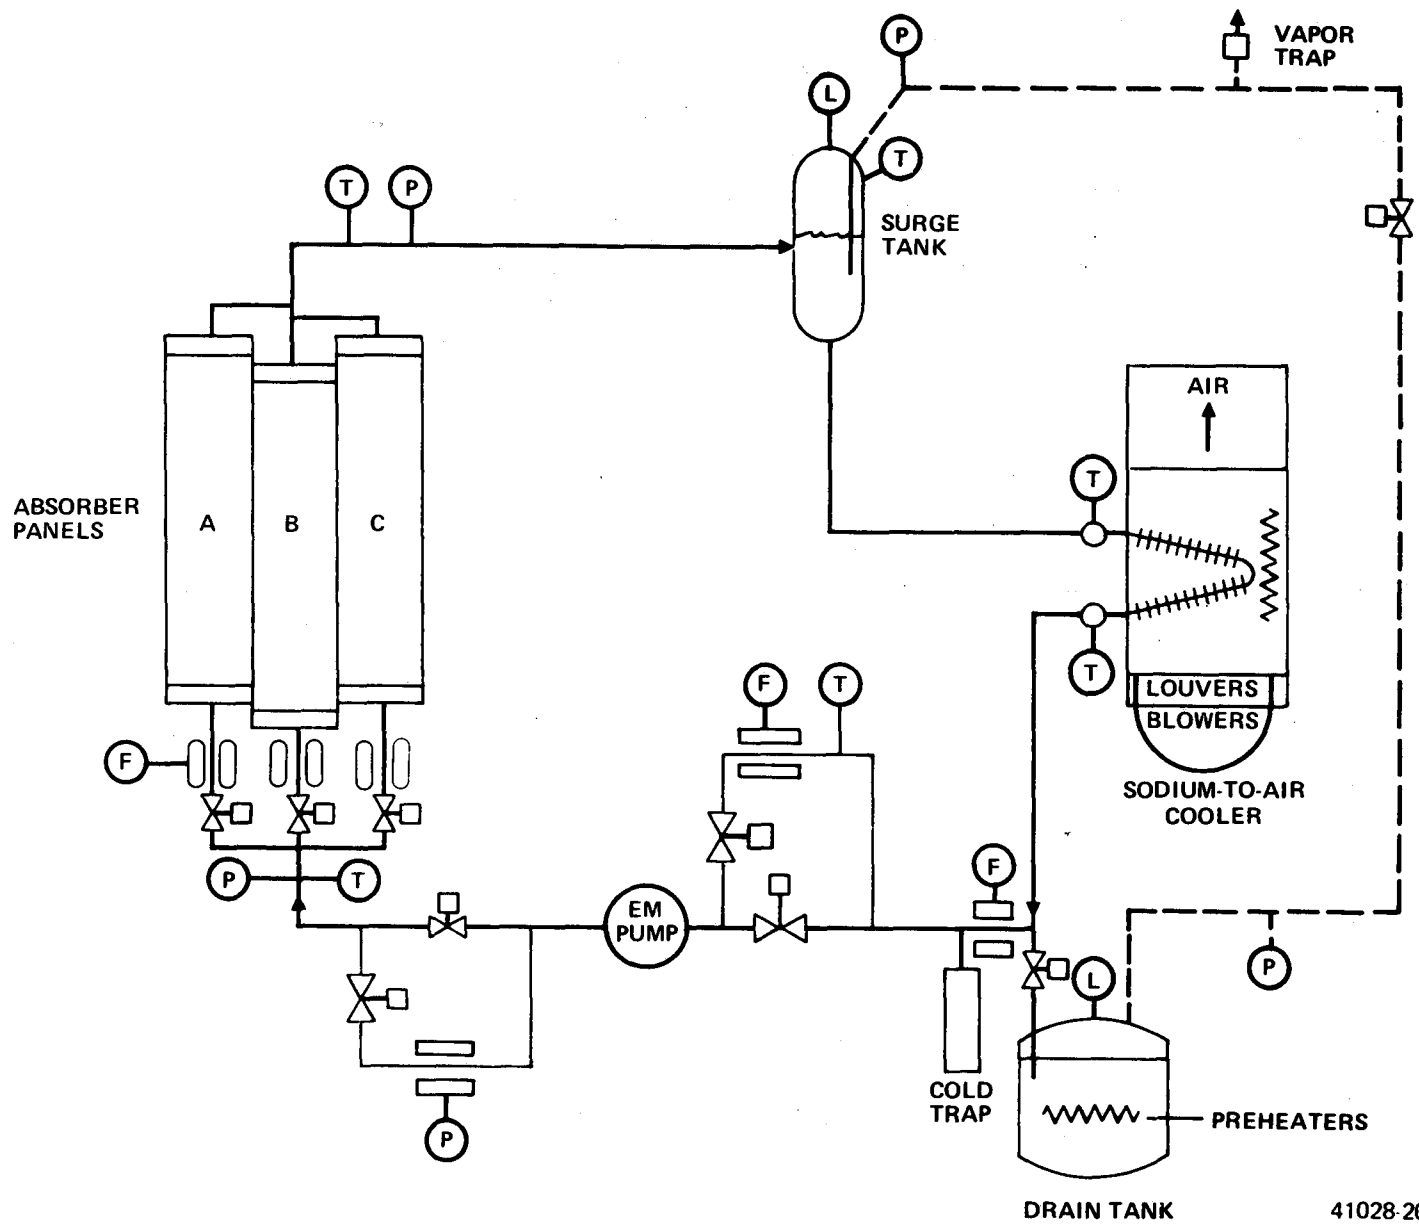 P
VAPOR
TRAP
L
T
T
P
SURGE
TANK
AIR
T
ABSORBER
PANELS
A
B
C
T
LOUVERS
BLOWERS
SODIUM-TO-AIR
COOLER
F
T
F
F
P
T
EM
PUMP
L
P
COLD
TRAP
P
PREHEATERS
DRAIN TANK